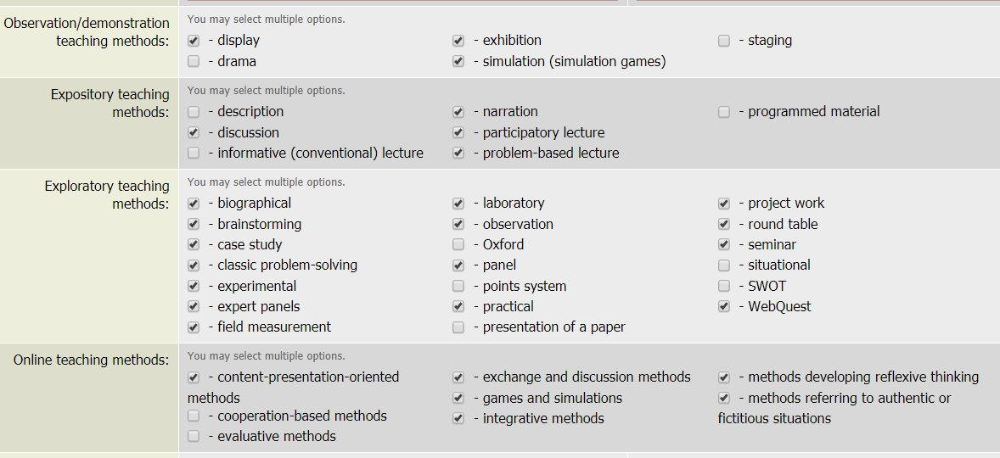 Observation/demonstration
teaching methods:
You may select multiple options.
- display
- exhibition
- staging
- drama
- simulation (simulation games)
Expository teaching
methods:
You may select multiple options.
- description
- narration
- programmed material
- discussion
- participatory lecture
- informative (conventional) lecture
- problem-based lecture
Exploratory teaching
methods:
You may select multiple options.
- biographical
- laboratory
- project work
- brainstorming
- observation
- round table
- case study
- Oxford
- seminar
- classic problem-solving
- panel
- situational
- experimental
- points system
- SWOT
- expert panels
- practical
- WebQuest
- field measurement
- presentation of a paper
Online teaching methods:
You may select multiple options.
- content-presentation-oriented
methods
- exchange and discussion methods
- methods developing reflexive thinking
- cooperation-based methods
- games and simulations
- methods referring to authentic or
fictitious situations
- evaluative methods
- integrative methods